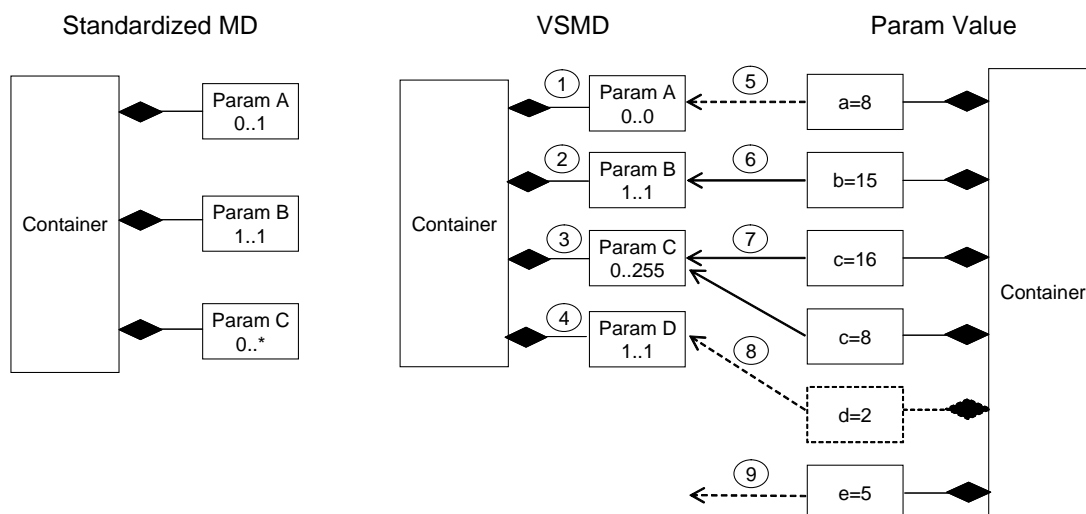 Standardized MD
VSMD
Param Value
Container
Param A
0..1
Param B
1..1
Param C
0..*
Container
1
Param A
0..0
2
Param B
1..1
3
Param C
0..255
4
Param D
1..1
5
6
7
8
9
a=8
b=15
c=16
c=8
d=2
e=5
Container